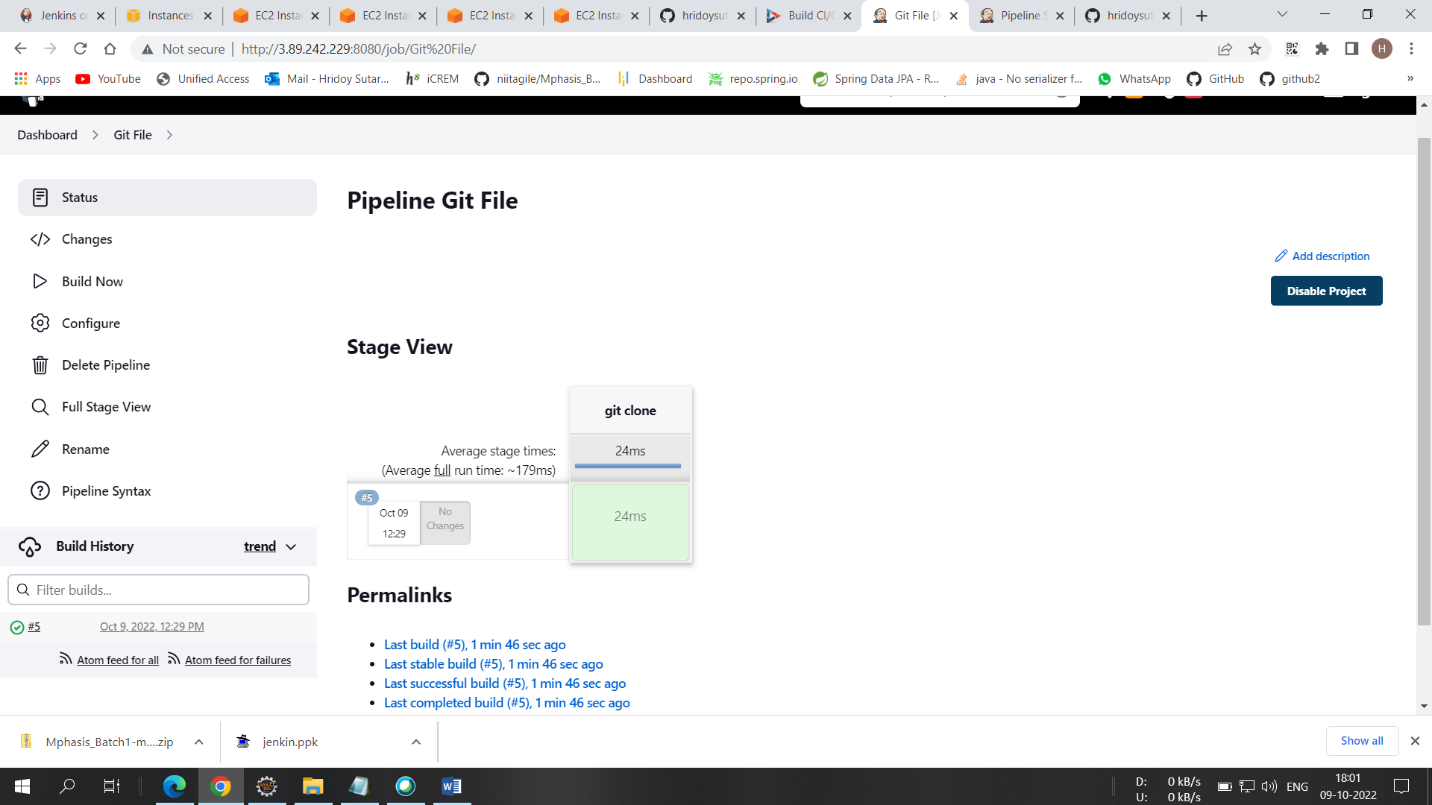 Jenkins or
Instances
EC2 Insta
EC2 Insta
EC2 Insta
EC2 Insta
hridoysut
Build CI/C
Git File [J
Pipeline S
hridoysut
Not secure
http://3.89.242.229:8080/job/Git%20File/
H
Apps
YouTube
Unified Access
Mail - Hridoy Sutar...
iCREM
niitagile/Mphasis_B...
Dashboard
repo.spring.io
Spring Data JPA - R...
java - No serializer f...
WhatsApp
GitHub
github2
»
Dashboard
Git File
Status
Changes
Build Now
Configure
Delete Pipeline
Full Stage View
Rename
Pipeline Syntax
Build History
trend
Filter builds...
#5
Oct 9, 2022, 12:29 PM
Atom feed for all
Atom feed for failures
Pipeline Git File
Add description
Disable Project
Stage View
git clone
Average stage times:
(Average full run time: ~179ms)
24ms
#5
Oct 09
12:29
No
Changes
24ms
Permalinks
Last build (#5), 1 min 46 sec ago
Last stable build (#5), 1 min 46 sec ago
Last successful build (#5), 1 min 46 sec ago
Last completed build (#5), 1 min 46 sec ago
Mphasis_Batch1-m....zip
jenkin.ppk
Show all
D: 0 kB/s
U: 0 kB/s
ENG
18:01
09-10-2022